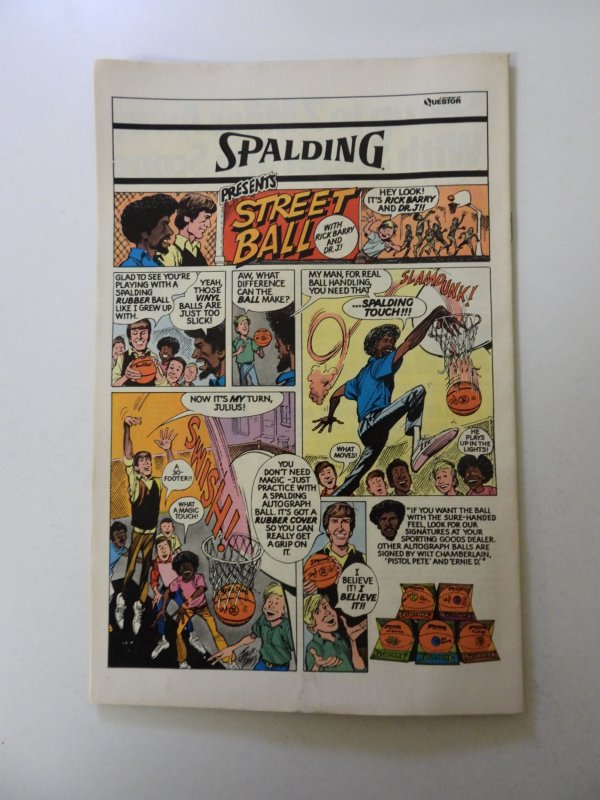 A DIVISION OF
QUESTOR
SPALDING
PRESENTS
STREET
BALL
WITH
RICK BARRY
AND
DR.J!
HEY LOOK!
IT'S RICK BARRY
AND DR.J!!
GLAD TO SEE YOU'RE
PLAYING WITH A
SPALDING
RUBBER BALL
LIKE I GREW UP
WITH.
YEAH,
THOSE
VINYL
BALLS ARE
JUST TOO
SLICK!
AW, WHAT
DIFFERENCE
CAN THE
BALL MAKE?
MY MAN, FOR REAL
BALL HANDLING,
YOU NEED THAT
...SPALDING
TOUCH!!!
SLAM DUNK!
WHAT
MOVES!
HE
PLAYS
UP IN THE
LIGHTS!
NOW IT'S MY TURN,
JULIUS!
SWISH!
A
30-
FOOTER!!
WHAT
A MAGIC
TOUCH!
YOU
DON'T NEED
MAGIC -JUST
PRACTICE WITH
A SPALDING
AUTOGRAPH
BALL. IT'S GOT A
RUBBER COVER
SO YOU CAN
REALLY GET
A GRIP ON
IT.
I
BELIEVE
IT! I
BELIEVE
IT!!
"IF YOU WANT THE BALL
WITH THE SURE-HANDED
FEEL, LOOK FOR OUR
SIGNATURES AT YOUR
SPORTING GOODS DEALER.
OTHER AUTOGRAPH BALLS ARE
SIGNED BY WILT CHAMBERLAIN,
'PISTOL PETE' AND 'ERNIE D.'"